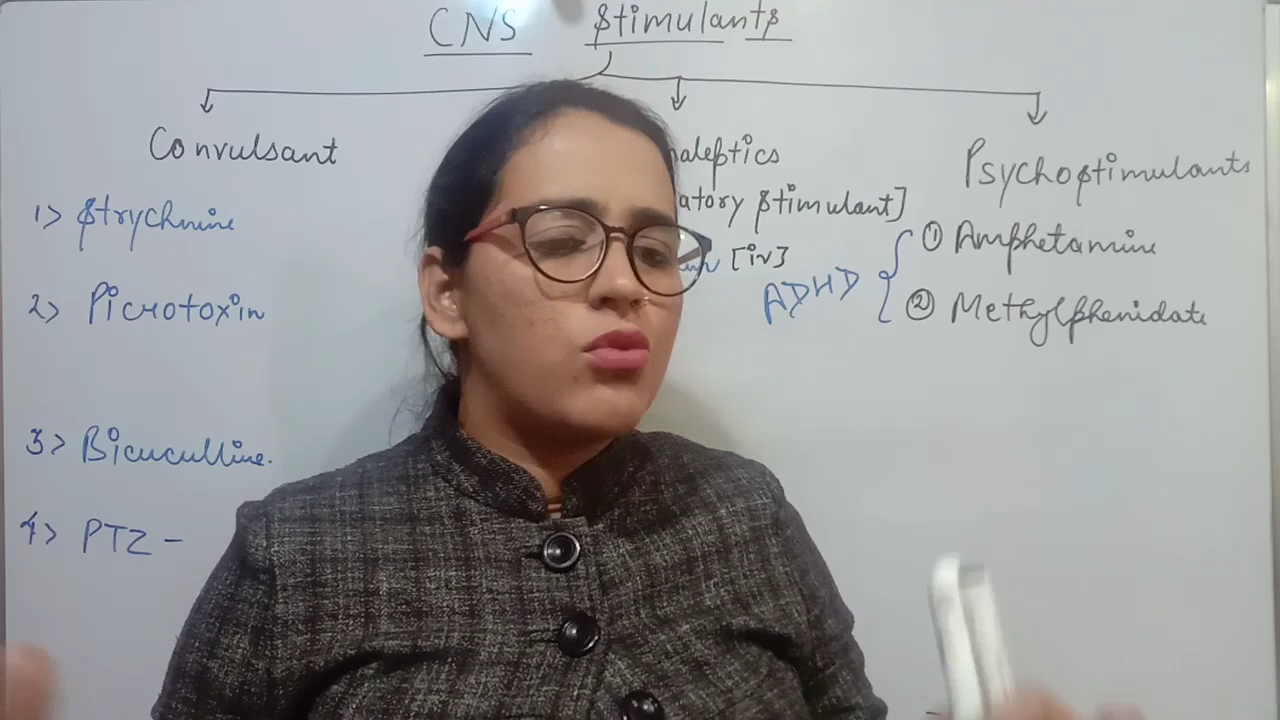 CNS Stimulants
Convulsant
1> Strychnine
2> Picrotoxin
3> Bicuculline.
4> PTZ -
aleptics
atory stimulant]
[iv]
Psychostimulants
ADHD
① Amphetamine
② Methylphenidate